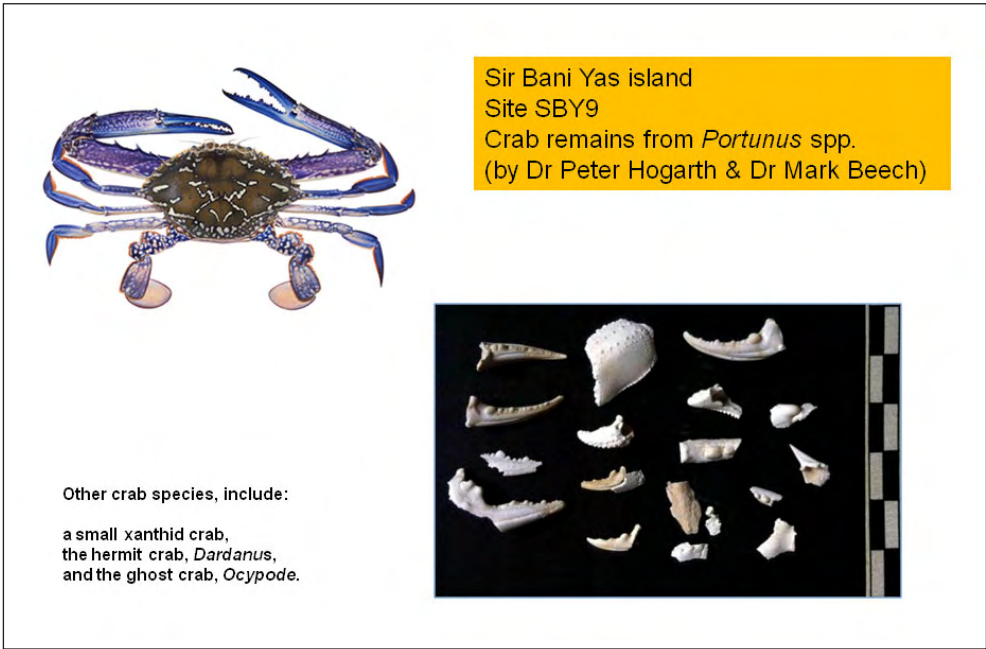 Sir Bani Yas island
Site SBY9
Crab remains from Portunus spp.
(by Dr Peter Hogarth & Dr Mark Beech)
Other crab species, include:
a small xanthid crab,
the hermit crab, Dardanus,
and the ghost crab, Ocypode.